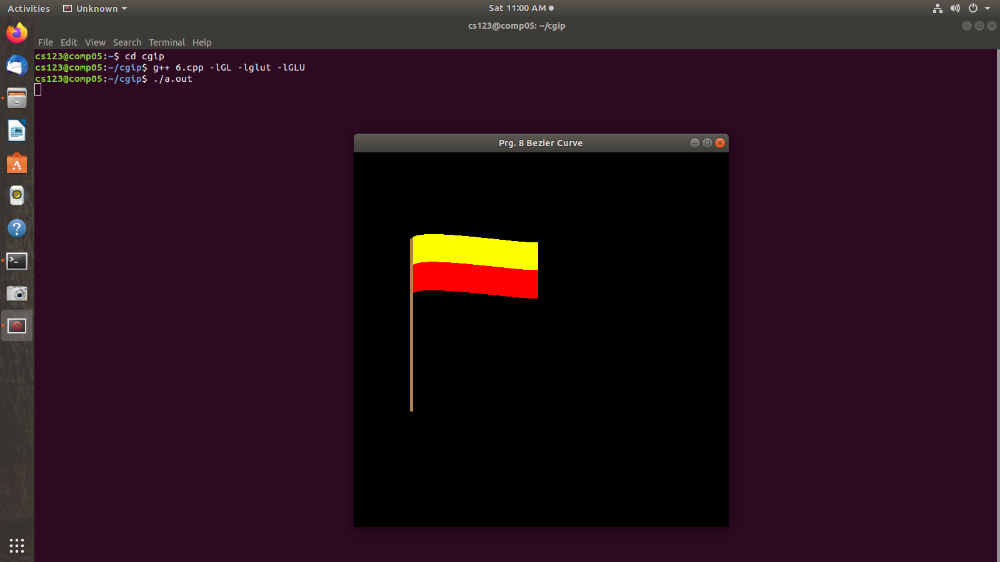 Activities Unknown Sat 11:00 AM
cs123@comp05: ~/cgip
File Edit View Search Terminal Help
cs123@comp05:~$ cd cgip
cs123@comp05:~/cgip$ g++ 6.cpp -lGL -lglut -lGLU
cs123@comp05:~/cgip$ ./a.out
Prg. 8 Bezier Curve